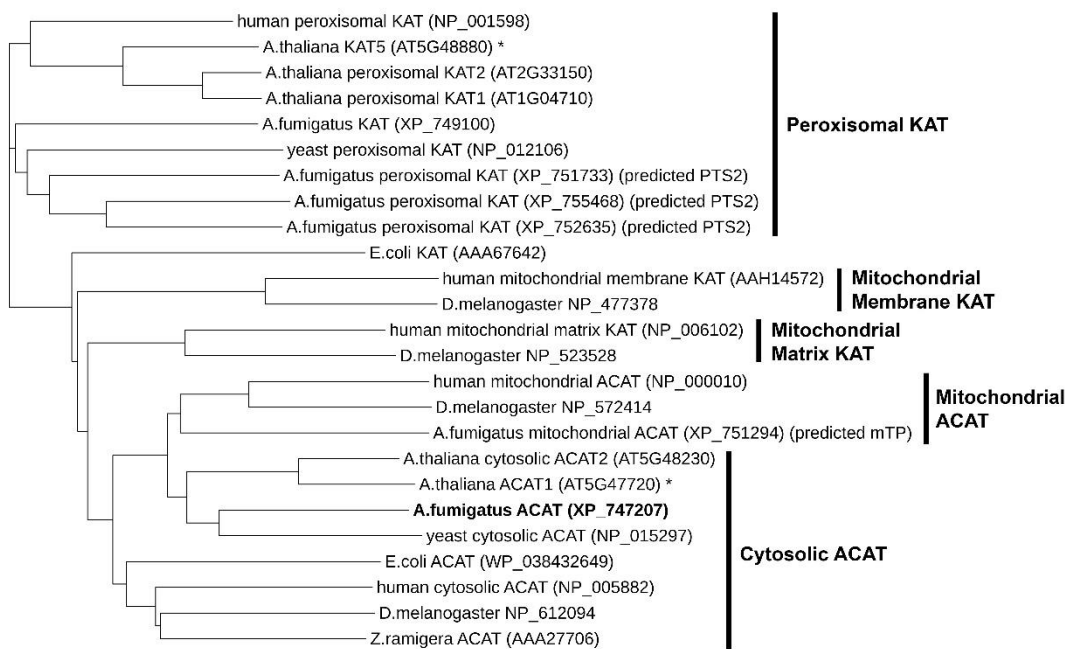 human peroxisomal KAT (NP_001598)
A.thaliana KAT5 (AT5G48880) *
A.thaliana peroxisomal KAT2 (AT2G33150)
A.thaliana peroxisomal KAT1 (AT1G04710)
A.fumigatus KAT (XP_749100)
yeast peroxisomal KAT (NP_012106)
A.fumigatus peroxisomal KAT (XP_751733) (predicted PTS2)
A.fumigatus peroxisomal KAT (XP_755468) (predicted PTS2)
A.fumigatus peroxisomal KAT (XP_752635) (predicted PTS2)
Peroxisomal KAT
E.coli KAT (AAA67642)
human mitochondrial membrane KAT (AAH14572)
D.melanogaster NP_477378
Mitochondrial
Membrane KAT
human mitochondrial matrix KAT (NP_006102)
D.melanogaster NP_523528
Mitochondrial
Matrix KAT
human mitochondrial ACAT (NP_000010)
D.melanogaster NP_572414
A.fumigatus mitochondrial ACAT (XP_751294) (predicted mTP)
Mitochondrial
ACAT
A.thaliana cytosolic ACAT2 (AT5G48230)
A.thaliana ACAT1 (AT5G47720) *
A.fumigatus ACAT (XP_747207)
yeast cytosolic ACAT (NP_015297)
E.coli ACAT (WP_038432649)
human cytosolic ACAT (NP_005882)
D.melanogaster NP_612094
Z.ramigera ACAT (AAA27706)
Cytosolic ACAT